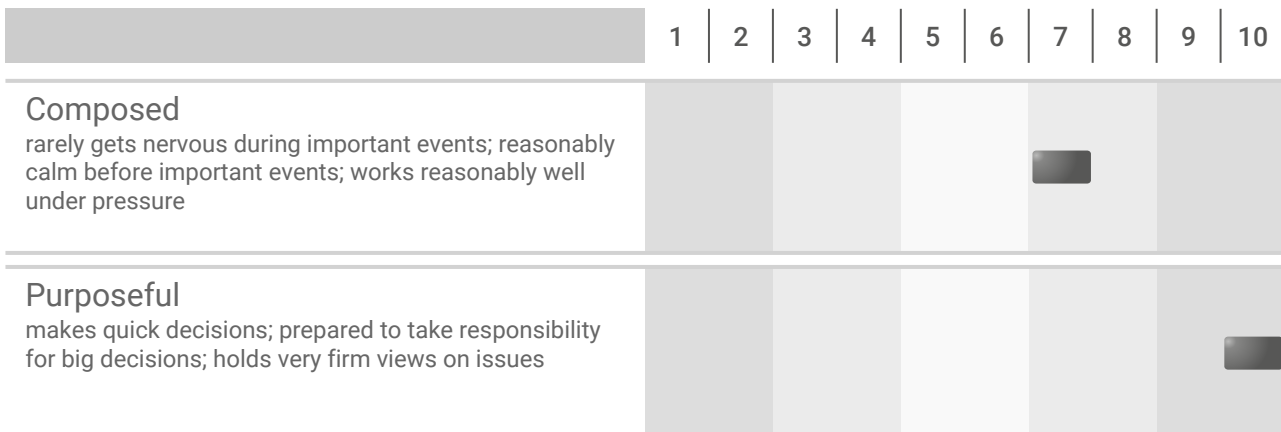 1 2 3 4 5 6 7 8 9 10
Composed
rarely gets nervous during important events; reasonably
calm before important events; works reasonably well
under pressure
Purposeful
makes quick decisions; prepared to take responsibility
for big decisions; holds very firm views on issues